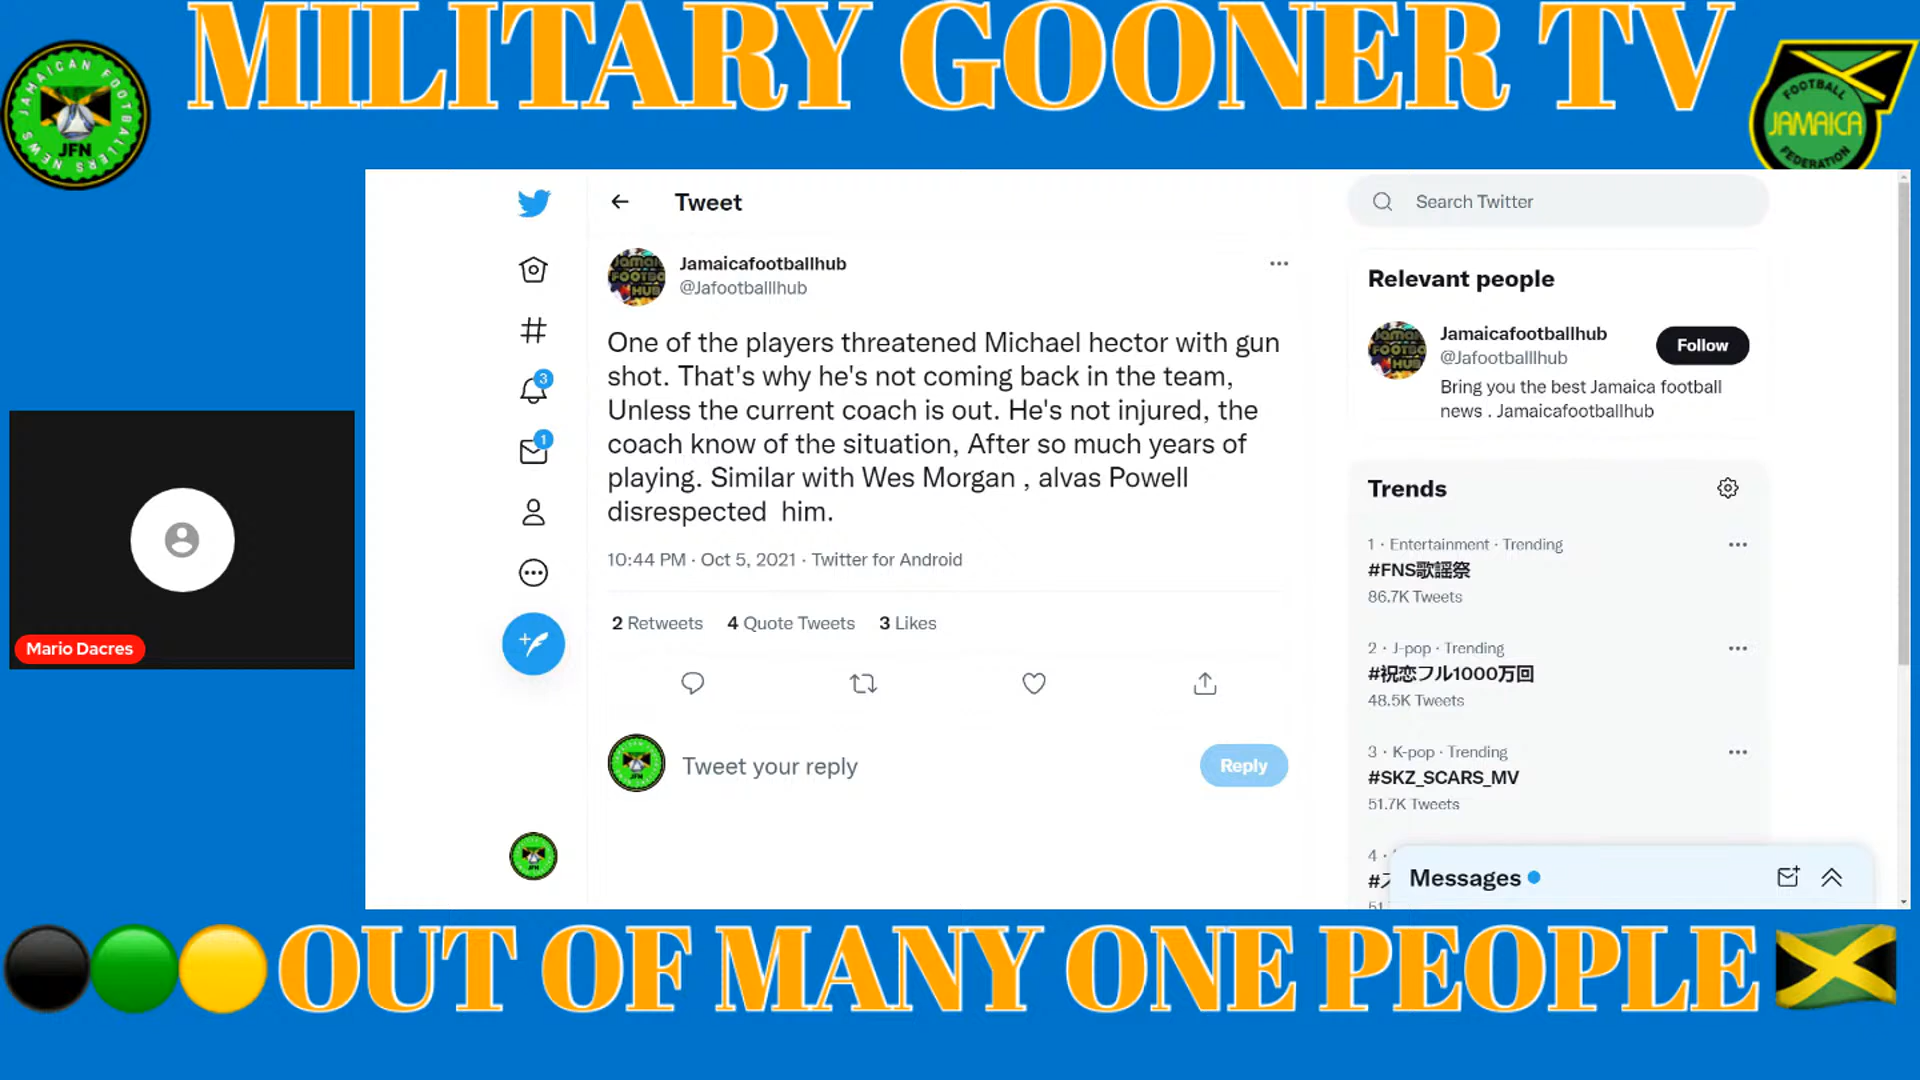 MILITARY GOONER TV
JAMAICAN FOOTBALLERS NEWS
JFN
FOOTBALL
JAMAICA
FEDERATION
Tweet
Search Twitter
Jamaicafootballhub
@Jafootballlhub
One of the players threatened Michael hector with gun
shot. That's why he's not coming back in the team,
Unless the current coach is out. He's not injured, the
coach know of the situation, After so much years of
playing. Similar with Wes Morgan , alvas Powell
disrespected  him.
10:44 PM · Oct 5, 2021 · Twitter for Android
2 Retweets 4 Quote Tweets 3 Likes
Tweet your reply
Reply
3
1
Mario Dacres
Relevant people
Jamaicafootballhub
@Jafootballlhub
Follow
Bring you the best Jamaica football
news . Jamaicafootballhub
Trends
1 · Entertainment · Trending
#FNS歌謡祭
86.7K Tweets
2 · J-pop · Trending
#祝恋フル1000万回
48.5K Tweets
3 · K-pop · Trending
#SKZ_SCARS_MV
51.7K Tweets
4 ·
Messages
OUT OF MANY ONE PEOPLE